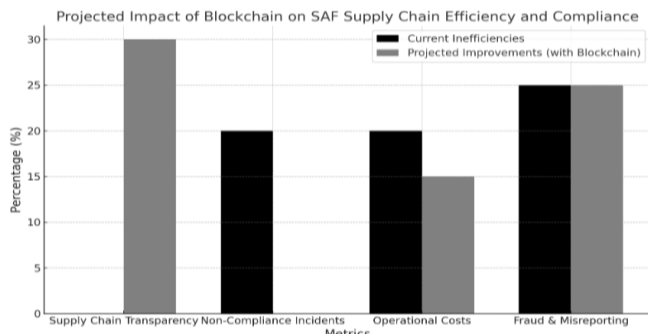 Projected Impact of Blockchain on SAF Supply Chain Efficiency and Compliance
Current Inefficiencies
Projected Improvements (with Blockchain)
Percentage (%)
30
25
20
15
10
5
0
Supply Chain Transparency Non-Compliance Incidents Operational Costs Fraud & Misreporting
Metrics